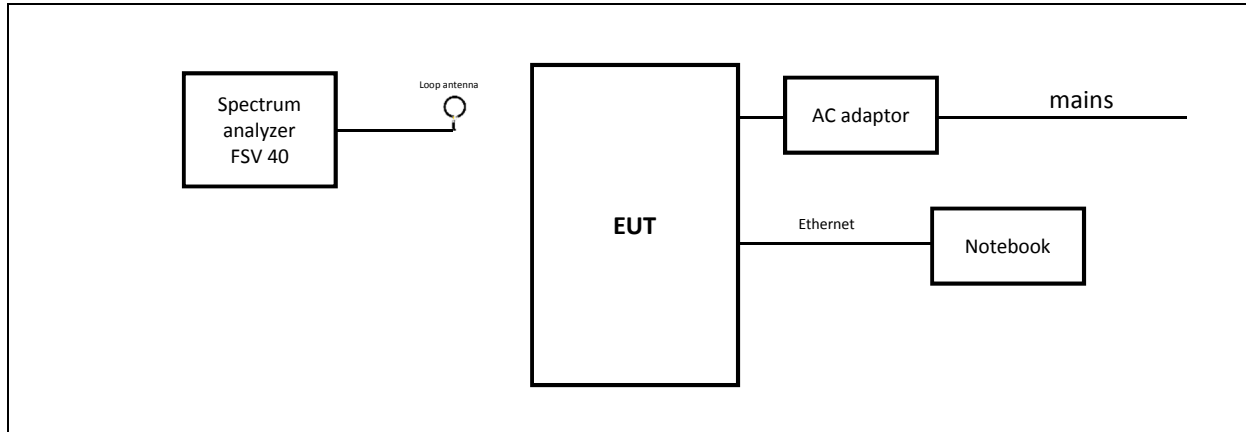 Spectrum
analyzer
FSV 40
Loop antenna
EUT
AC adaptor
mains
Ethernet
Notebook